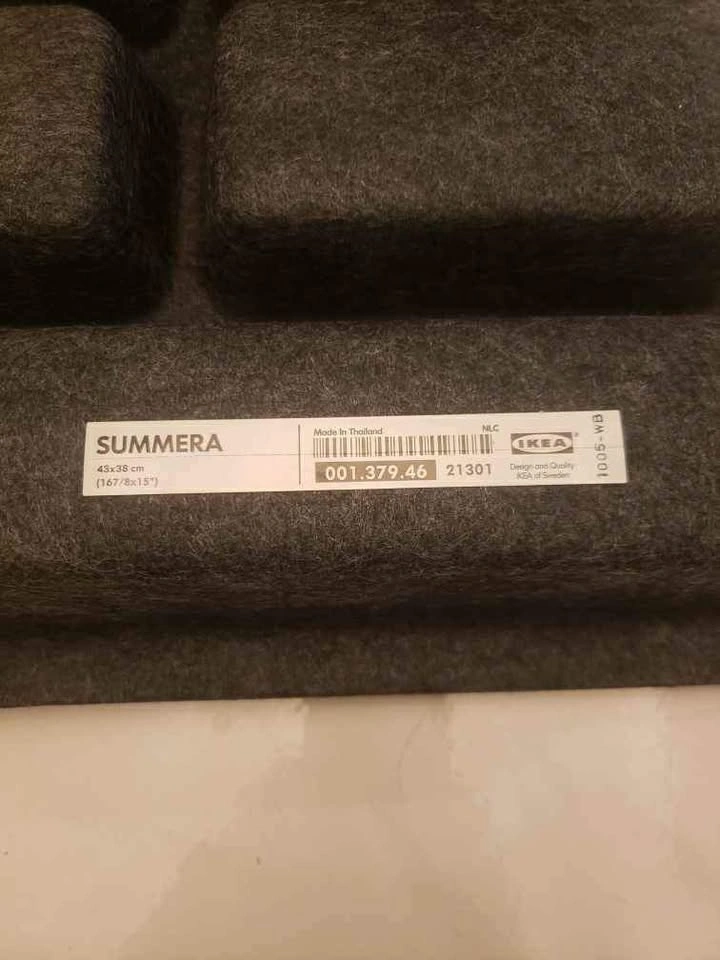 SUMMERA
43x38 cm
(167/8x15")
Made In Thailand
NLC
001.379.46 21301
IKEA®
Design and Quality
IKEA of Sweden
1005-WB